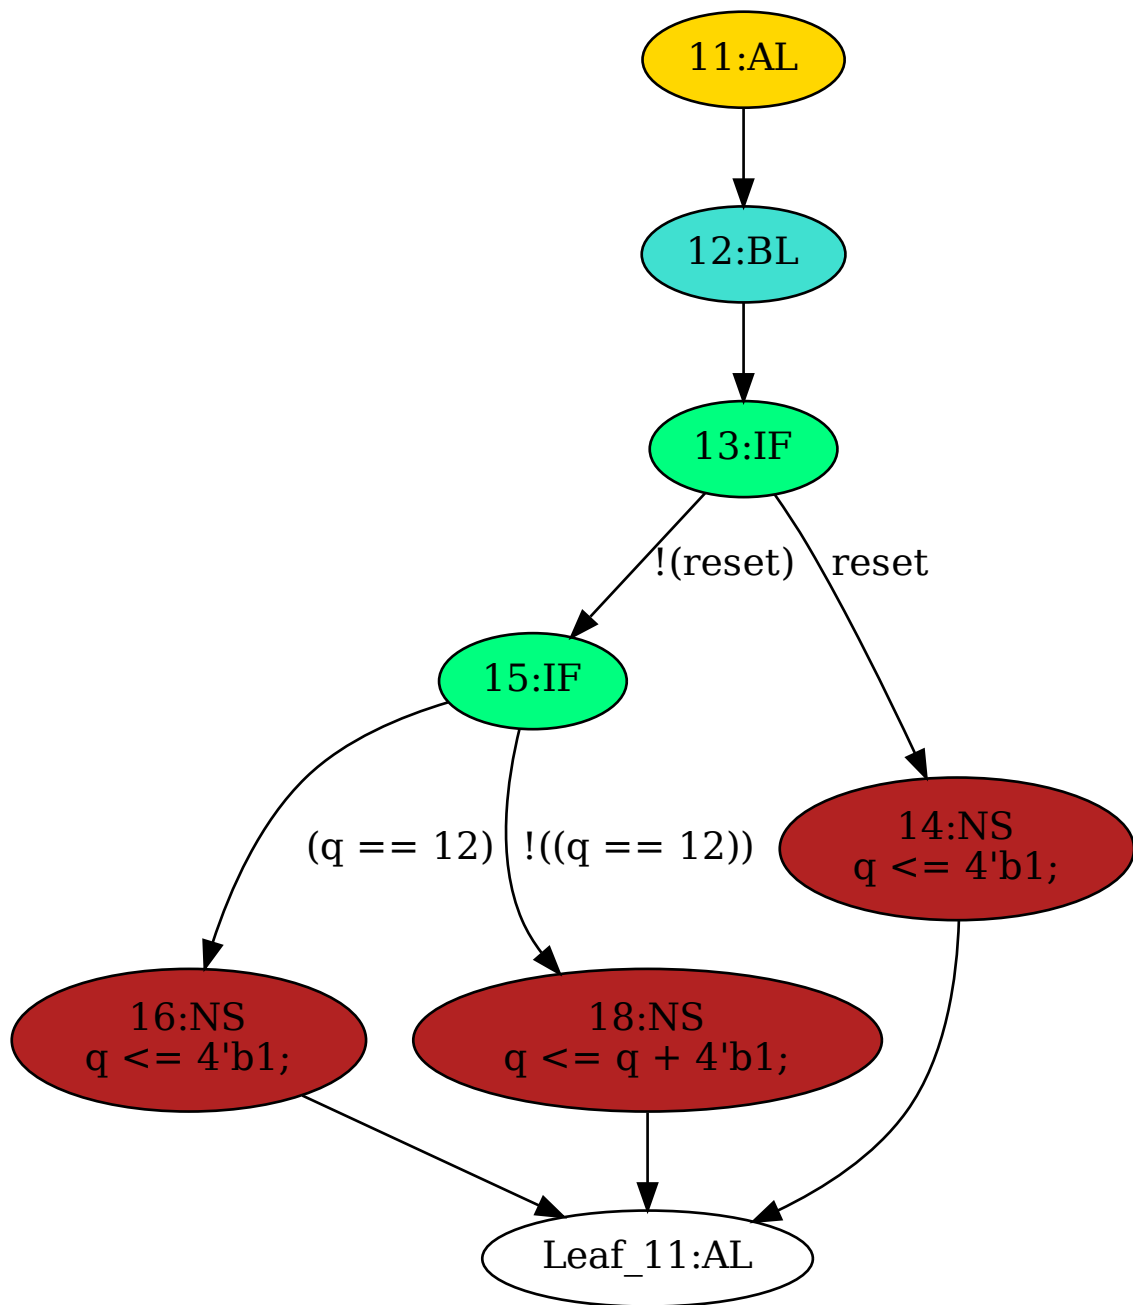 11:AL
12:BL
13:IF
!(reset)
reset
15:IF
(q == 12)
!((q == 12))
14:NS
q <= 4'b1;
16:NS
q <= 4'b1;
18:NS
q <= q + 4'b1;
Leaf_11:AL